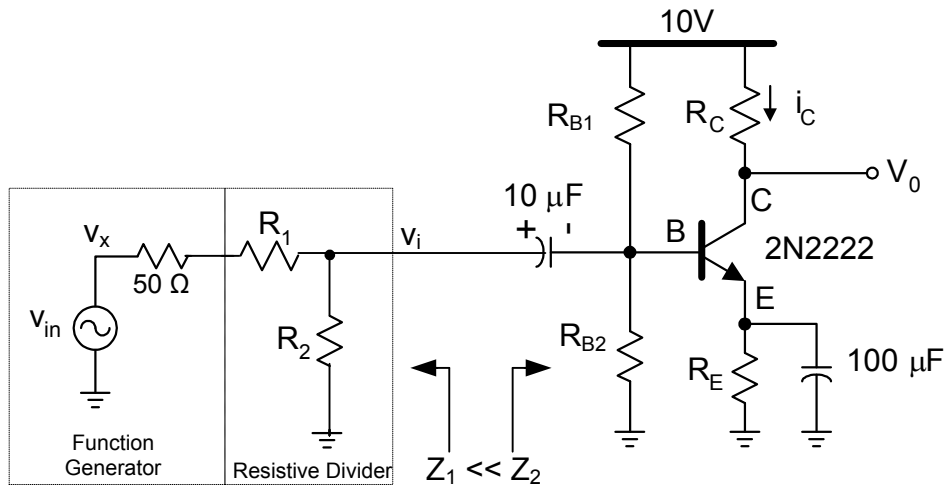 10V
R_B1
R_C
i_C
V_0
10 μF
+ -
C
B
2N2222
E
v_x
R_1
v_i
50 Ω
v_in
R_2
R_B2
R_E
100 μF
Function
Generator
Resistive Divider
Z_1 << Z_2